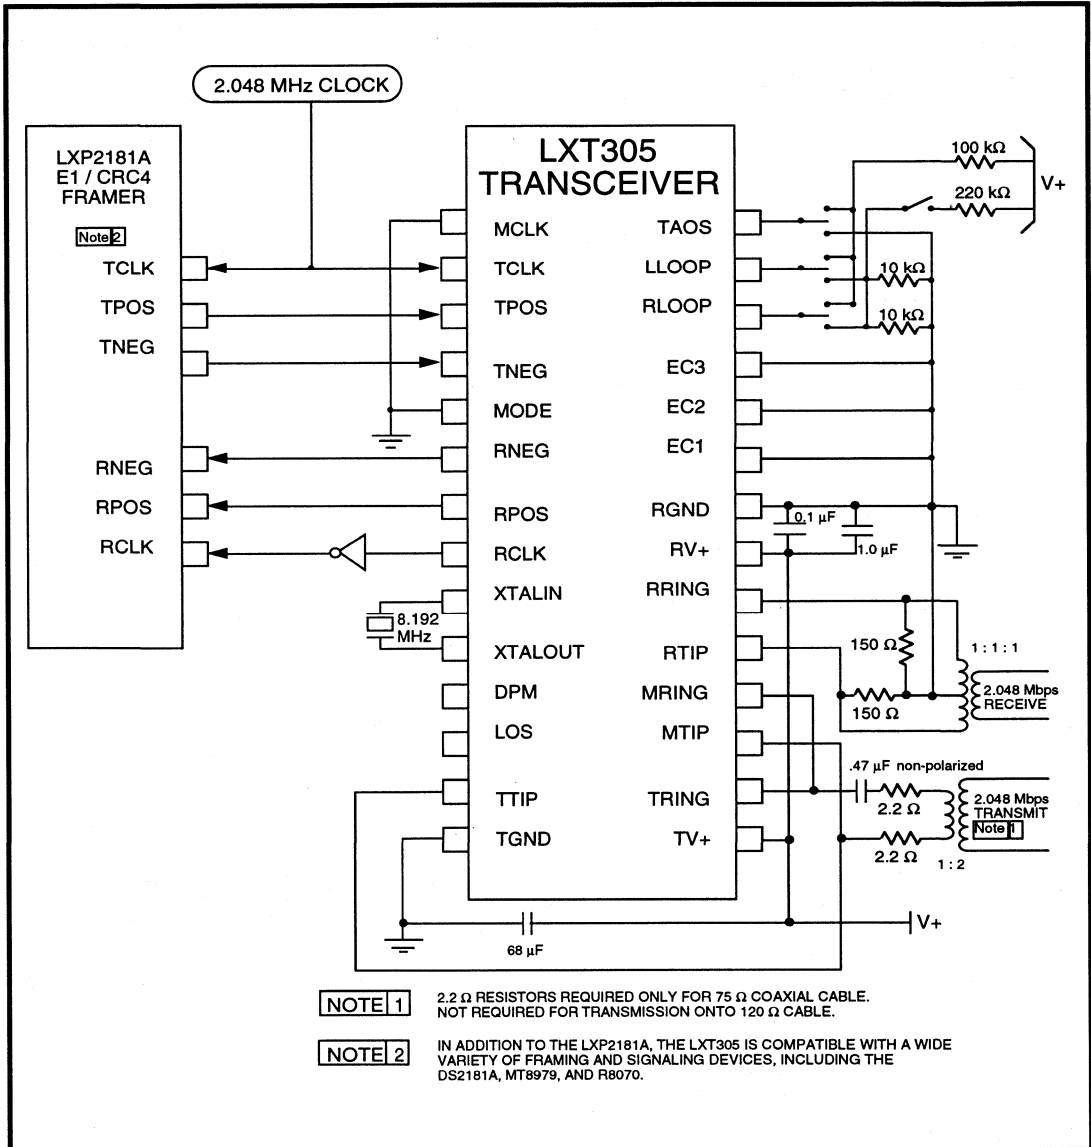 2.048 MHz CLOCK
LXP2181A
E1 / CRC4
FRAMER
Note 2
TCLK
TPOS
TNEG
RNEG
RPOS
RCLK
LXT305
TRANSCEIVER
MCLK
TCLK
TPOS
TNEG
MODE
RNEG
RPOS
RCLK
XTALIN
XTALOUT
DPM
LOS
TTIP
TGND
TAOS
LLOOP
RLOOP
EC3
EC2
EC1
RGND
RV+
RRING
RTIP
MRING
MTIP
TRING
TV+
8.192
MHz
100 kΩ
220 kΩ
V+
10 kΩ
10 kΩ
0.1 µF
1.0 µF
150 Ω
150 Ω
1 : 1 : 1
2.048 Mbps
RECEIVE
.47 µF non-polarized
2.2 Ω
2.2 Ω
1 : 2
2.048 Mbps
TRANSMIT
Note 1
68 µF
V+
NOTE 1
2.2 Ω RESISTORS REQUIRED ONLY FOR 75 Ω COAXIAL CABLE.
NOT REQUIRED FOR TRANSMISSION ONTO 120 Ω CABLE.
NOTE 2
IN ADDITION TO THE LXP2181A, THE LXT305 IS COMPATIBLE WITH A WIDE
VARIETY OF FRAMING AND SIGNALING DEVICES, INCLUDING THE
DS2181A, MT8979, AND R8070.